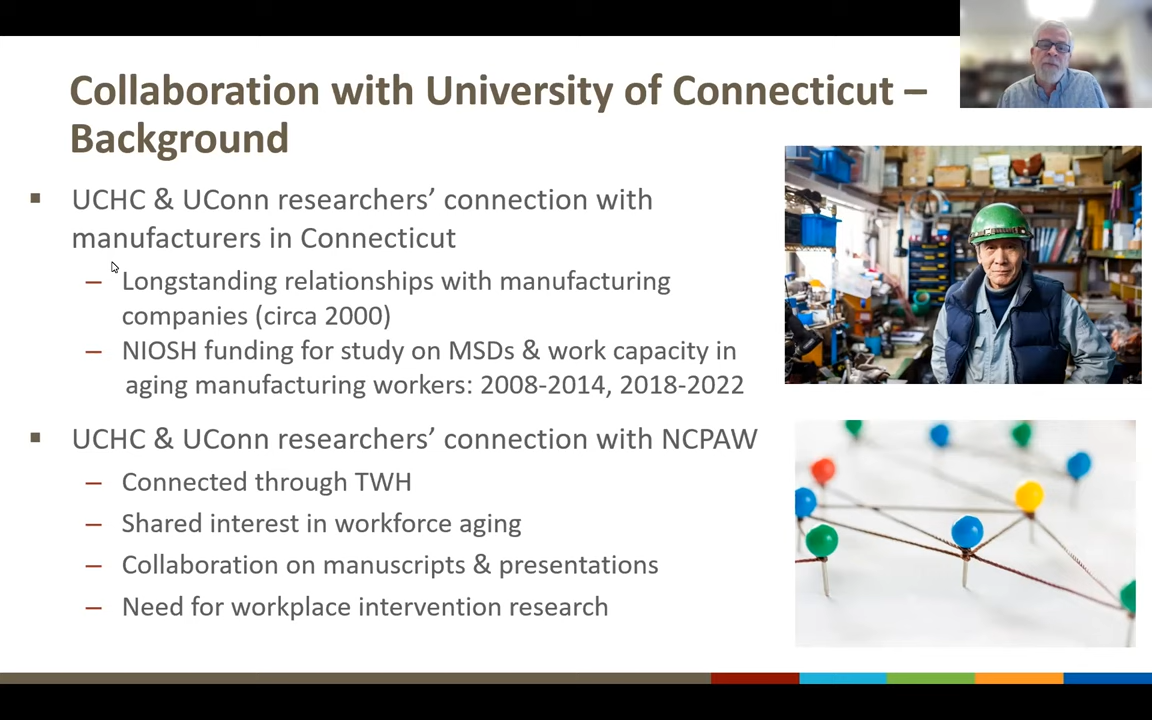 Collaboration with University of Connecticut –
Background
▪ UCHC & UConn researchers’ connection with
manufacturers in Connecticut
– Longstanding relationships with manufacturing
companies (circa 2000)
– NIOSH funding for study on MSDs & work capacity in
aging manufacturing workers: 2008-2014, 2018-2022
▪ UCHC & UConn researchers’ connection with NCPAW
– Connected through TWH
– Shared interest in workforce aging
– Collaboration on manuscripts & presentations
– Need for workplace intervention research